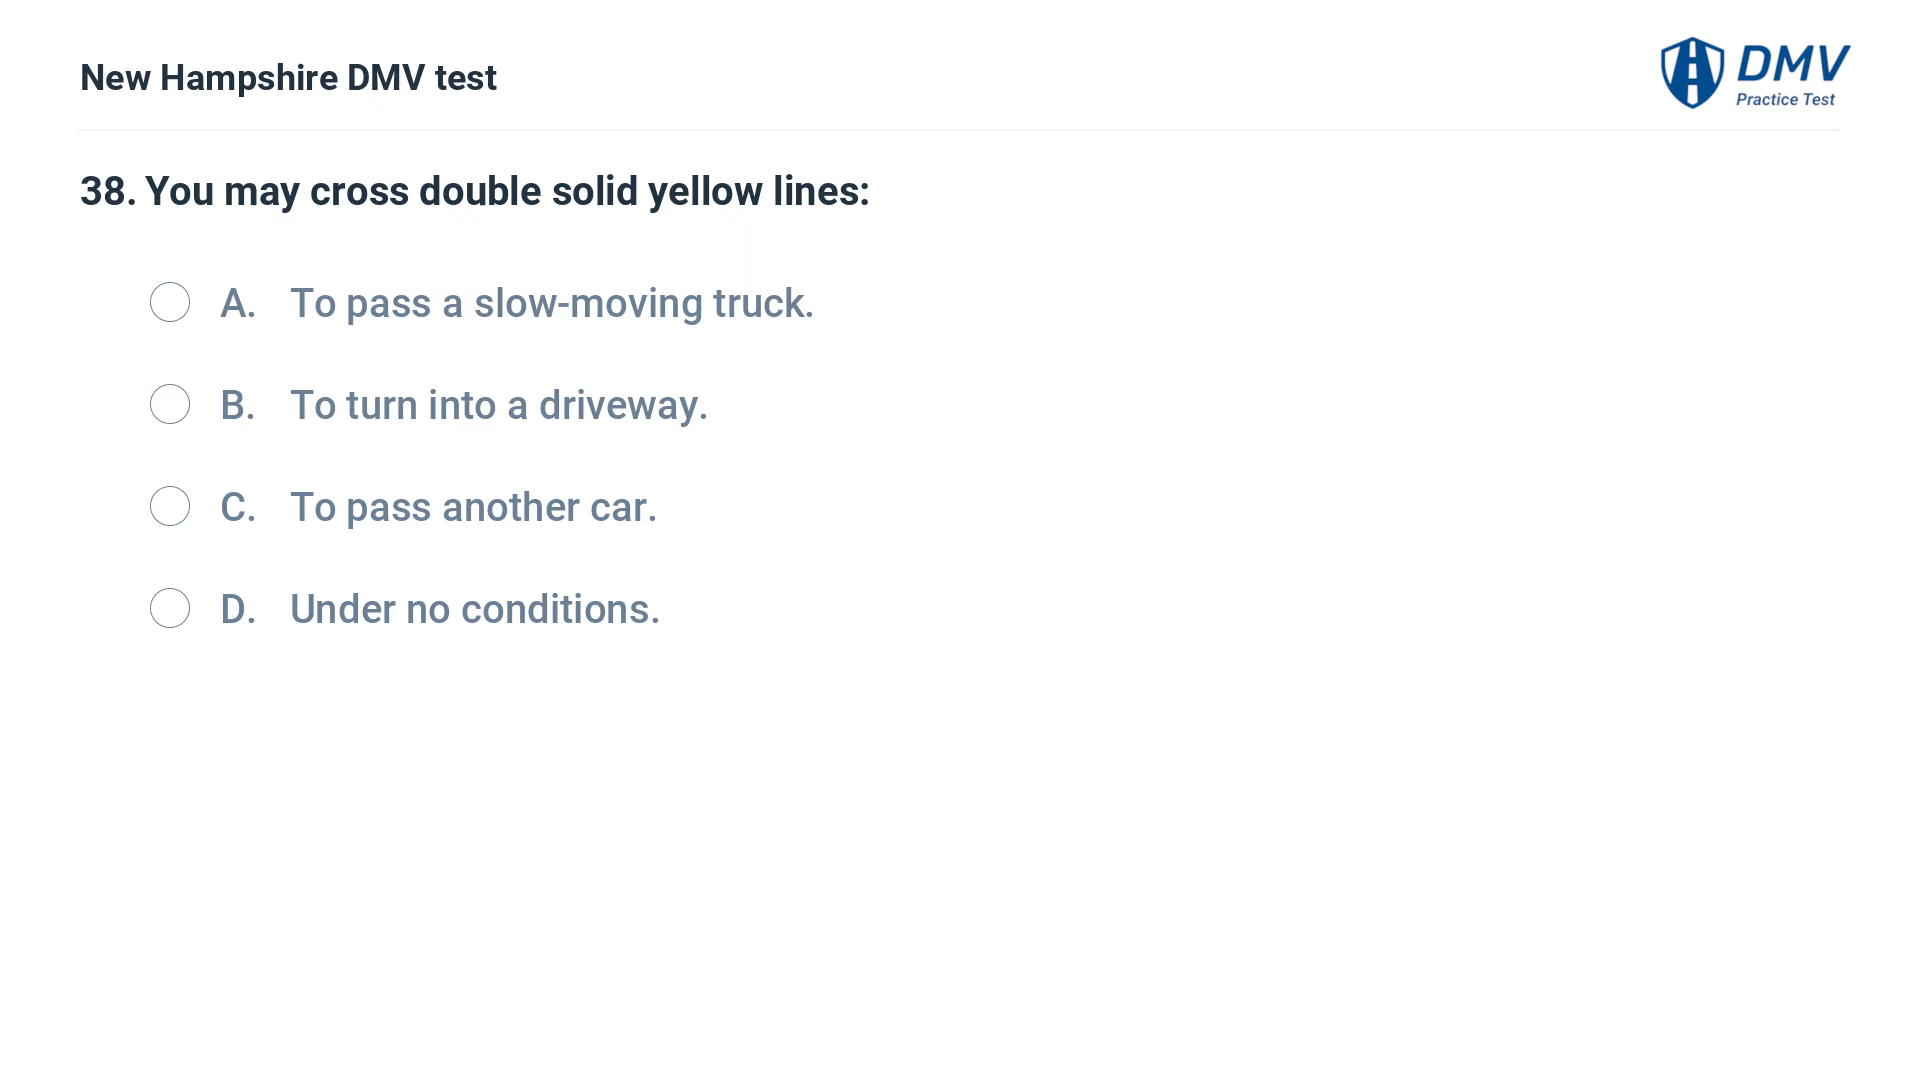 New Hampshire DMV test
DMV
Practice Test
38. You may cross double solid yellow lines:
A. To pass a slow-moving truck.
B. To turn into a driveway.
C. To pass another car.
D. Under no conditions.